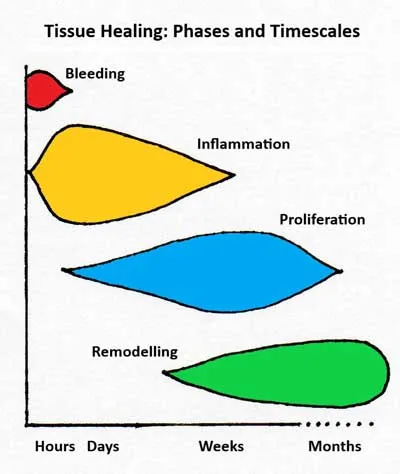 Tissue Healing: Phases and Timescales
Bleeding
Inflammation
Proliferation
Remodelling
Hours Days Weeks Months